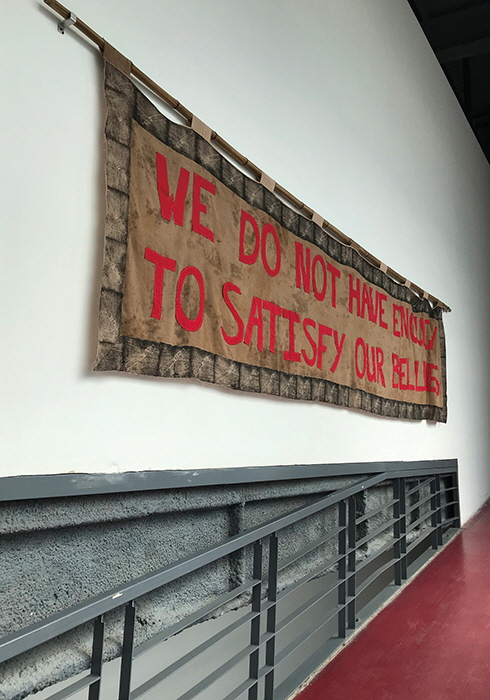 WE DO NOT HAVE ENOUGH
TO SATISFY OUR BELLIES